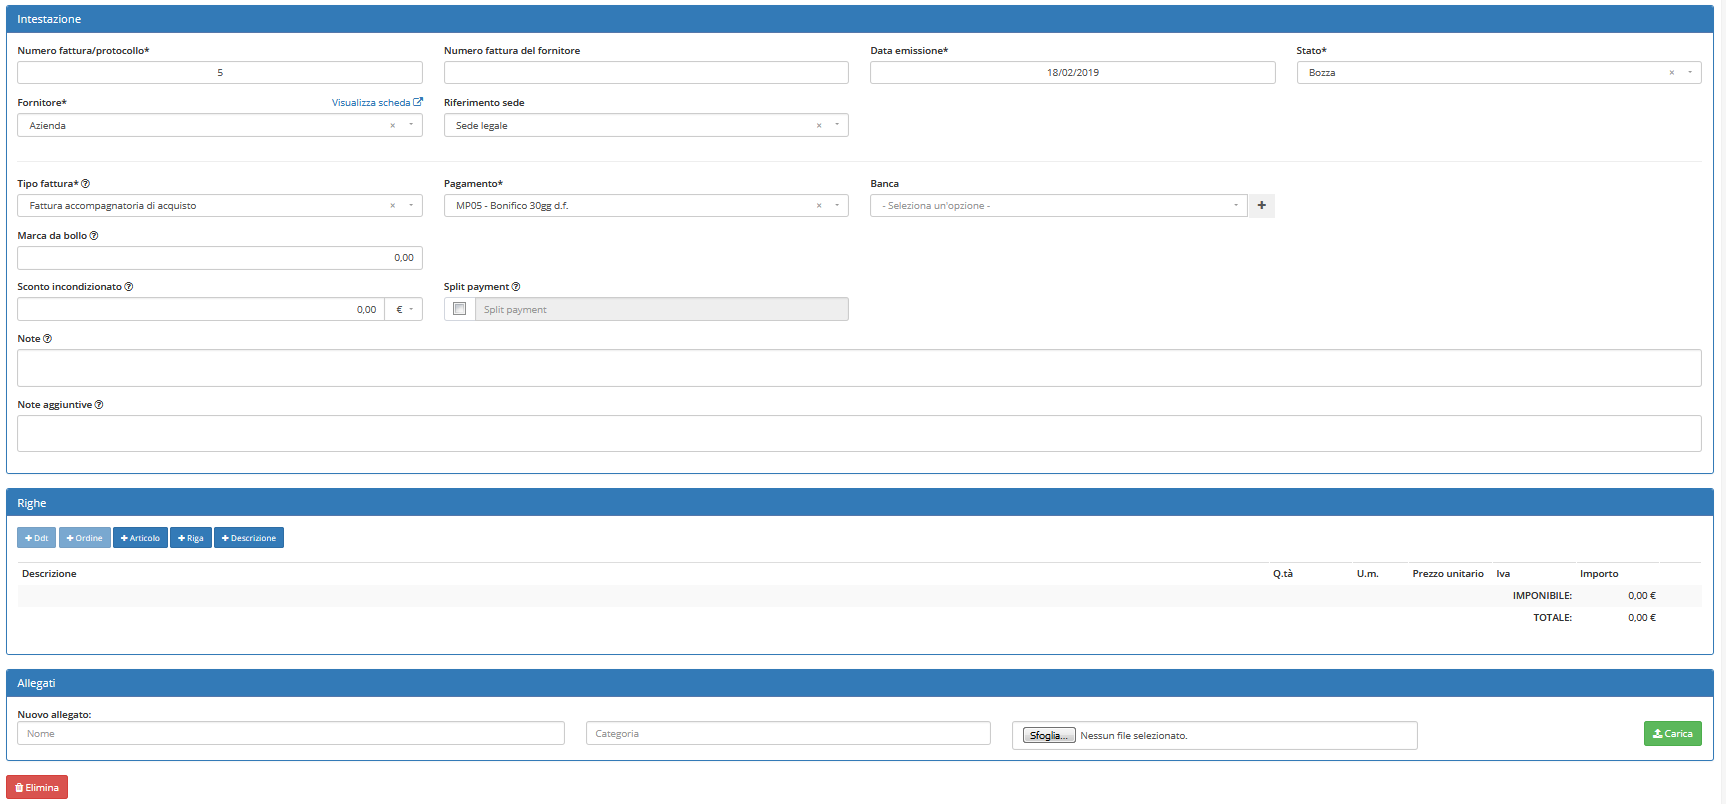 Intestazione
Numero fattura/protocollo* Numero fattura del fornitore Data emissione* Stato*
5 18/02/2019 Bozza × 
Fornitore* Visualizza scheda Riferimento sede
Azienda × Sede legale ×
Tipo fattura* Pagamento* Banca
Fattura accompagnatoria di acquisto × MP05 - Bonifico 30gg d.f. × - Seleziona un'opzione - +
Marca da bollo
0,00
Sconto incondizionato Split payment
0,00 € Split payment
Note
Note aggiuntive
Righe
+ Ddt + Ordine + Articolo + Riga + Descrizione
Descrizione Q.tà U.m. Prezzo unitario Iva Importo
IMPONIBILE: 0,00 €
TOTALE: 0,00 €
Allegati
Nuovo allegato:
Nome Categoria Sfoglia... Nessun file selezionato. Carica
Elimina